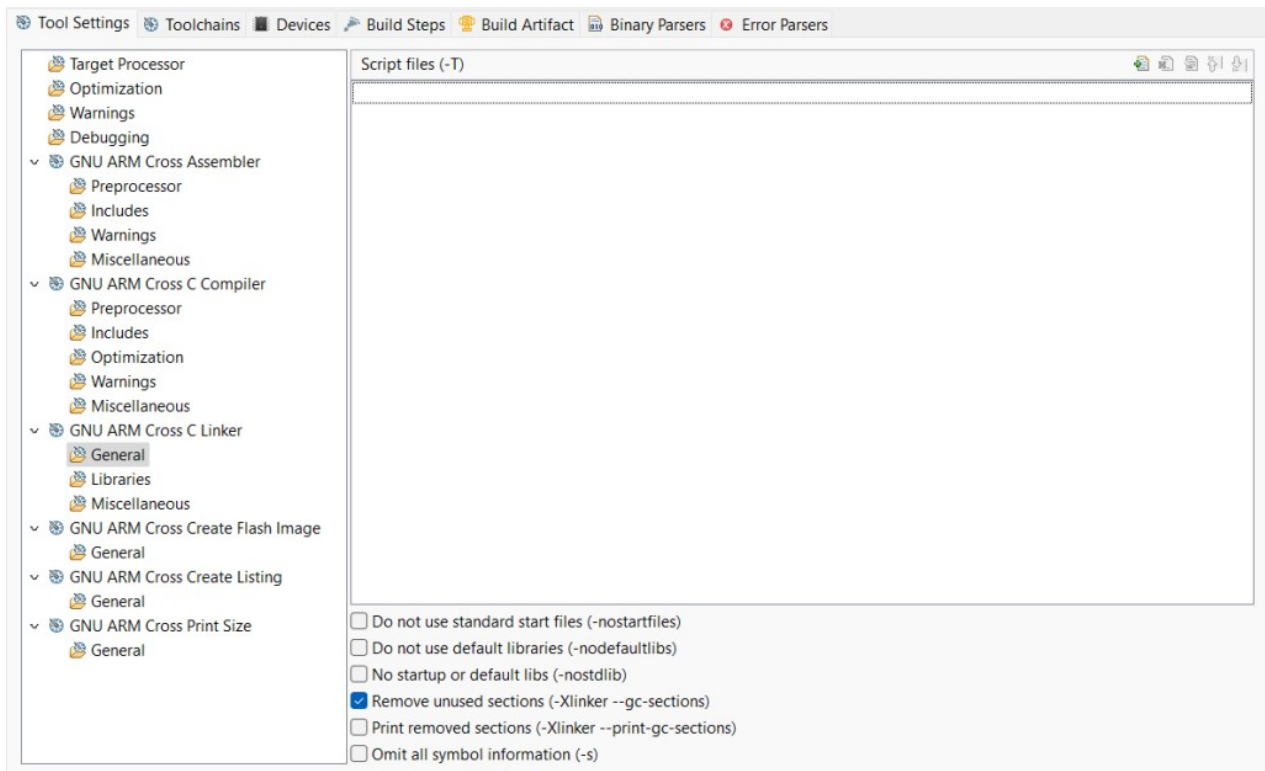 Tool Settings Toolchains Devices Build Steps Build Artifact Binary Parsers Error Parsers
Target Processor
Optimization
Warnings
Debugging
GNU ARM Cross Assembler
Preprocessor
Includes
Warnings
Miscellaneous
GNU ARM Cross C Compiler
Preprocessor
Includes
Optimization
Warnings
Miscellaneous
GNU ARM Cross C Linker
General
Libraries
Miscellaneous
GNU ARM Cross Create Flash Image
General
GNU ARM Cross Create Listing
General
GNU ARM Cross Print Size
General
Script files (-T)
Do not use standard start files (-nostartfiles)
Do not use default libraries (-nodefaultlibs)
No startup or default libs (-nostdlib)
Remove unused sections (-Xlinker --gc-sections)
Print removed sections (-Xlinker --print-gc-sections)
Omit all symbol information (-s)